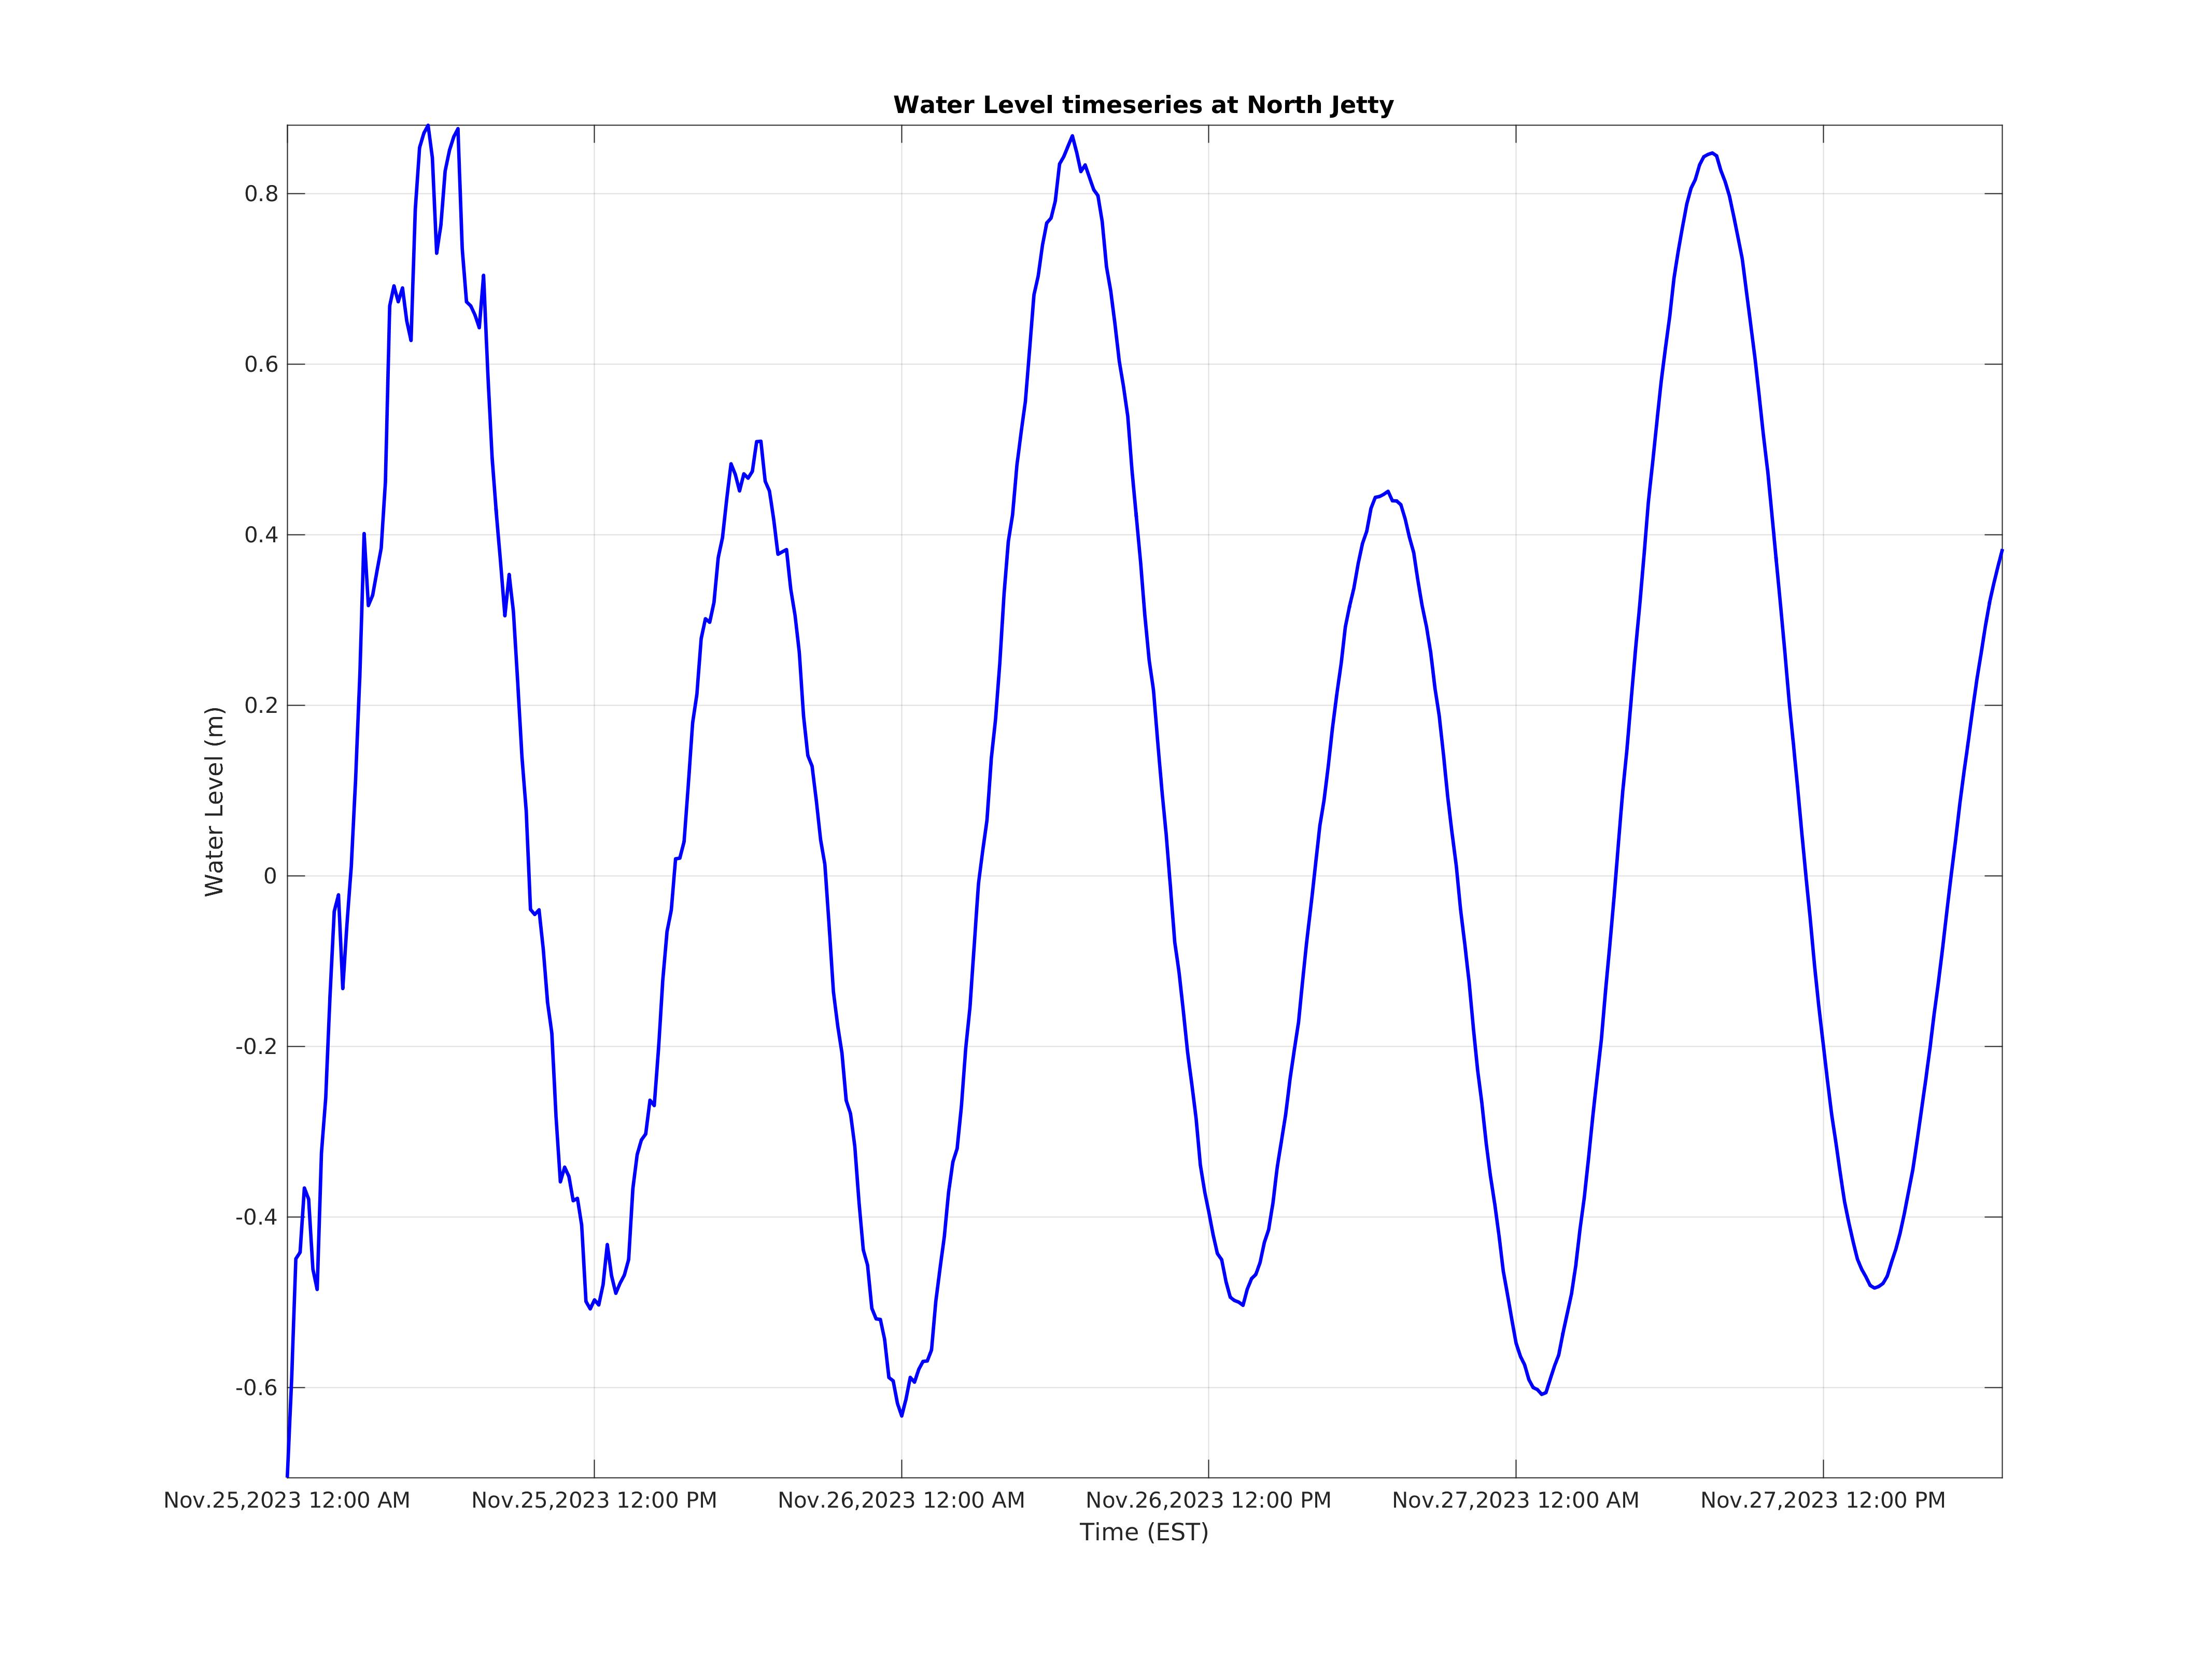 Water Level timeseries at North Jetty
0.8
0.6
0.4
0.2
0
-0.2
-0.4
-0.6
Water Level (m)
Nov.25,2023 12:00 AM
Nov.25,2023 12:00 PM
Nov.26,2023 12:00 AM
Nov.26,2023 12:00 PM
Nov.27,2023 12:00 AM
Nov.27,2023 12:00 PM
Time (EST)